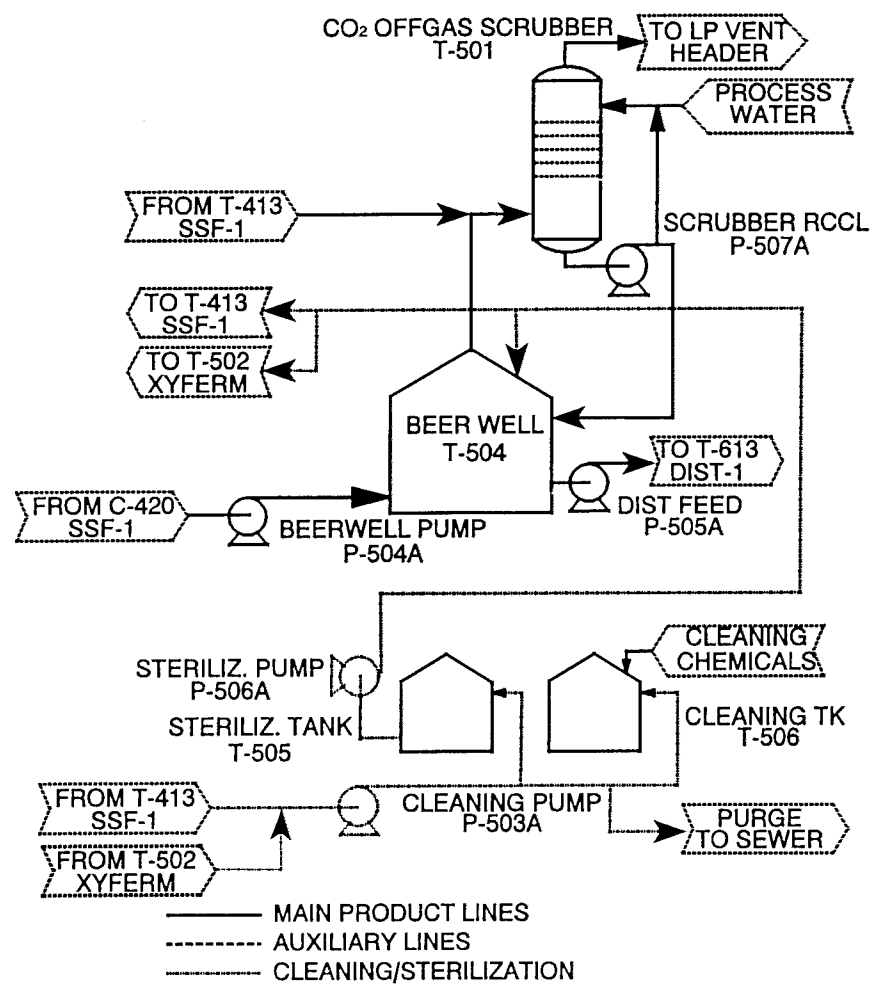 CO₂ OFFGAS SCRUBBER
T-501
TO LP VENT
HEADER
PROCESS
WATER
FROM T-413
SSF-1
SCRUBBER RCCL
P-507A
TO T-413
SSF-1
TO T-502
XYFERM
BEER WELL
T-504
TO T-613
DIST-1
FROM C-420
SSF-1
BEERWELL PUMP
P-504A
DIST FEED
P-505A
STERILIZ. PUMP
P-506A
CLEANING
CHEMICALS
STERILIZ. TANK
T-505
CLEANING TK
T-506
FROM T-413
SSF-1
CLEANING PUMP
P-503A
PURGE
TO SEWER
FROM T-502
XYFERM
MAIN PRODUCT LINES
AUXILIARY LINES
CLEANING/STERILIZATION